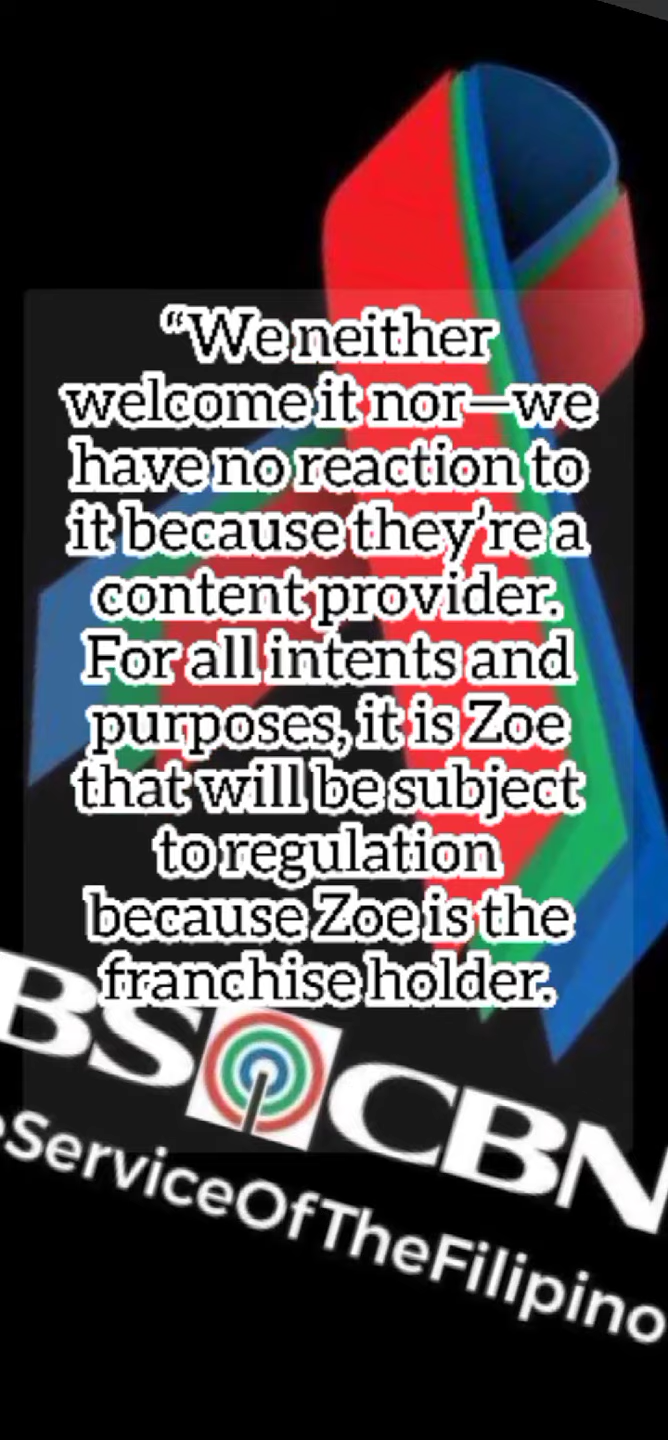 “We neither
welcome it nor—we
have no reaction to
it because they’re a
content provider.
For all intents and
purposes, it is Zoe
that will be subject
to regulation
because Zoe is the
franchise holder.
BS CBN
eServiceOfTheFilipino